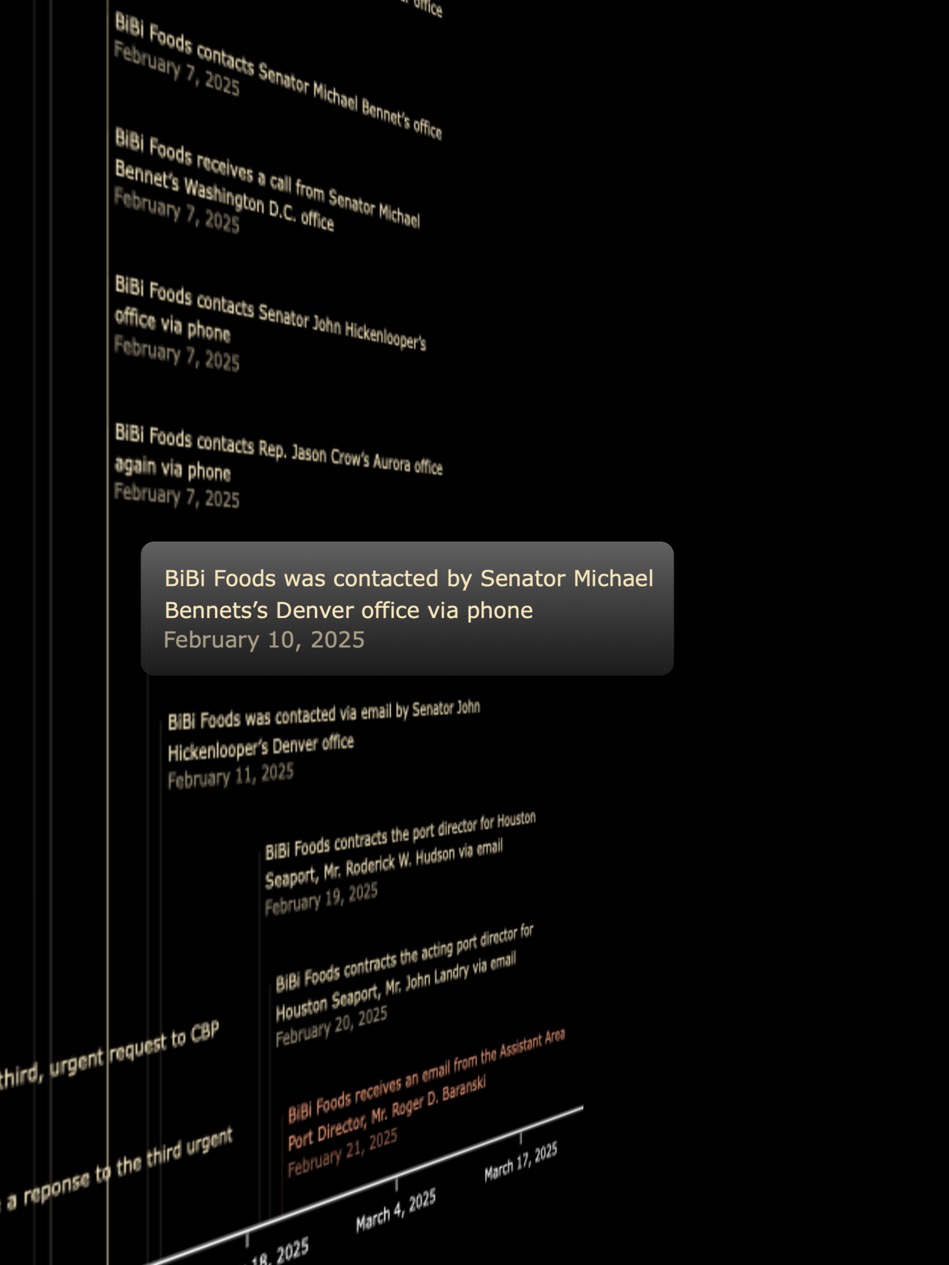 office
BiBi Foods contacts Senator Michael Bennet’s office
February 7, 2025
BiBi Foods receives a call from Senator Michael
Bennet’s Washington D.C. office
February 7, 2025
BiBi Foods contacts Senator John Hickenlooper’s
office via phone
February 7, 2025
BiBi Foods contacts Rep. Jason Crow’s Aurora office
again via phone
February 7, 2025
BiBi Foods was contacted by Senator Michael
Bennets’s Denver office via phone
February 10, 2025
BiBi Foods was contacted via email by Senator John
Hickenlooper’s Denver office
February 11, 2025
BiBi Foods contracts the port director for Houston
Seaport, Mr. Roderick W. Hudson via email
February 19, 2025
BiBi Foods contracts the acting port director for
Houston Seaport, Mr. John Landry via email
February 20, 2025
third, urgent request to CBP
BiBi Foods receives an email from the Assistant Area
Port Director, Mr. Roger D. Baranski
February 21, 2025
a reponse to the third urgent
18, 2025
March 4, 2025
March 17, 2025